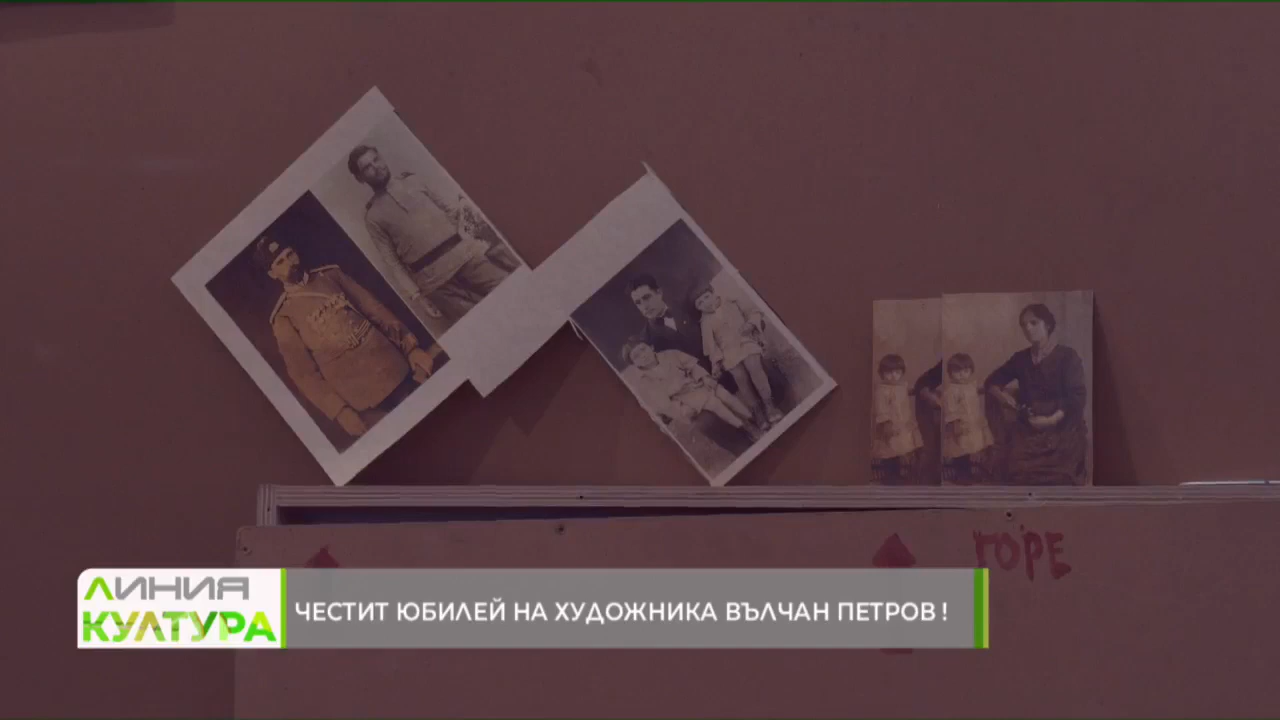 ГОРЕ
ЛИНИЯ
КУЛТУРА
ЧЕСТИТ ЮБИЛЕЙ НА ХУДОЖНИКА ВЪЛЧАН ПЕТРОВ !